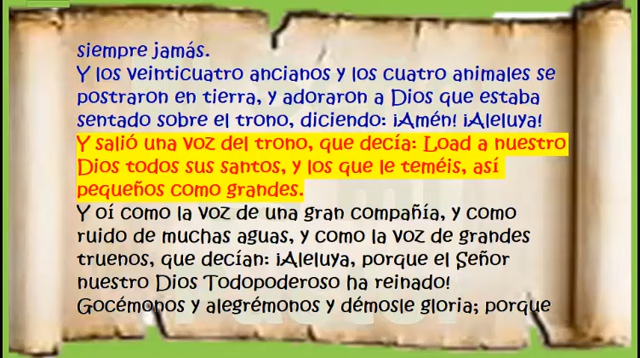 siempre jamás.
Y los veinticuatro ancianos y los cuatro animales se
postraron en tierra, y adoraron a Dios que estaba
sentado sobre el trono, diciendo: ¡Amén! ¡Aleluya!
Y salió una voz del trono, que decía: Load a nuestro
Dios todos sus santos, y los que le teméis, así
pequeños como grandes.
Y oí como la voz de una gran compañía, y como
ruido de muchas aguas, y como la voz de grandes
truenos, que decían: ¡Aleluya, porque el Señor
nuestro Dios Todopoderoso ha reinado!
Gocémonos y alegrémonos y démosle gloria; porque